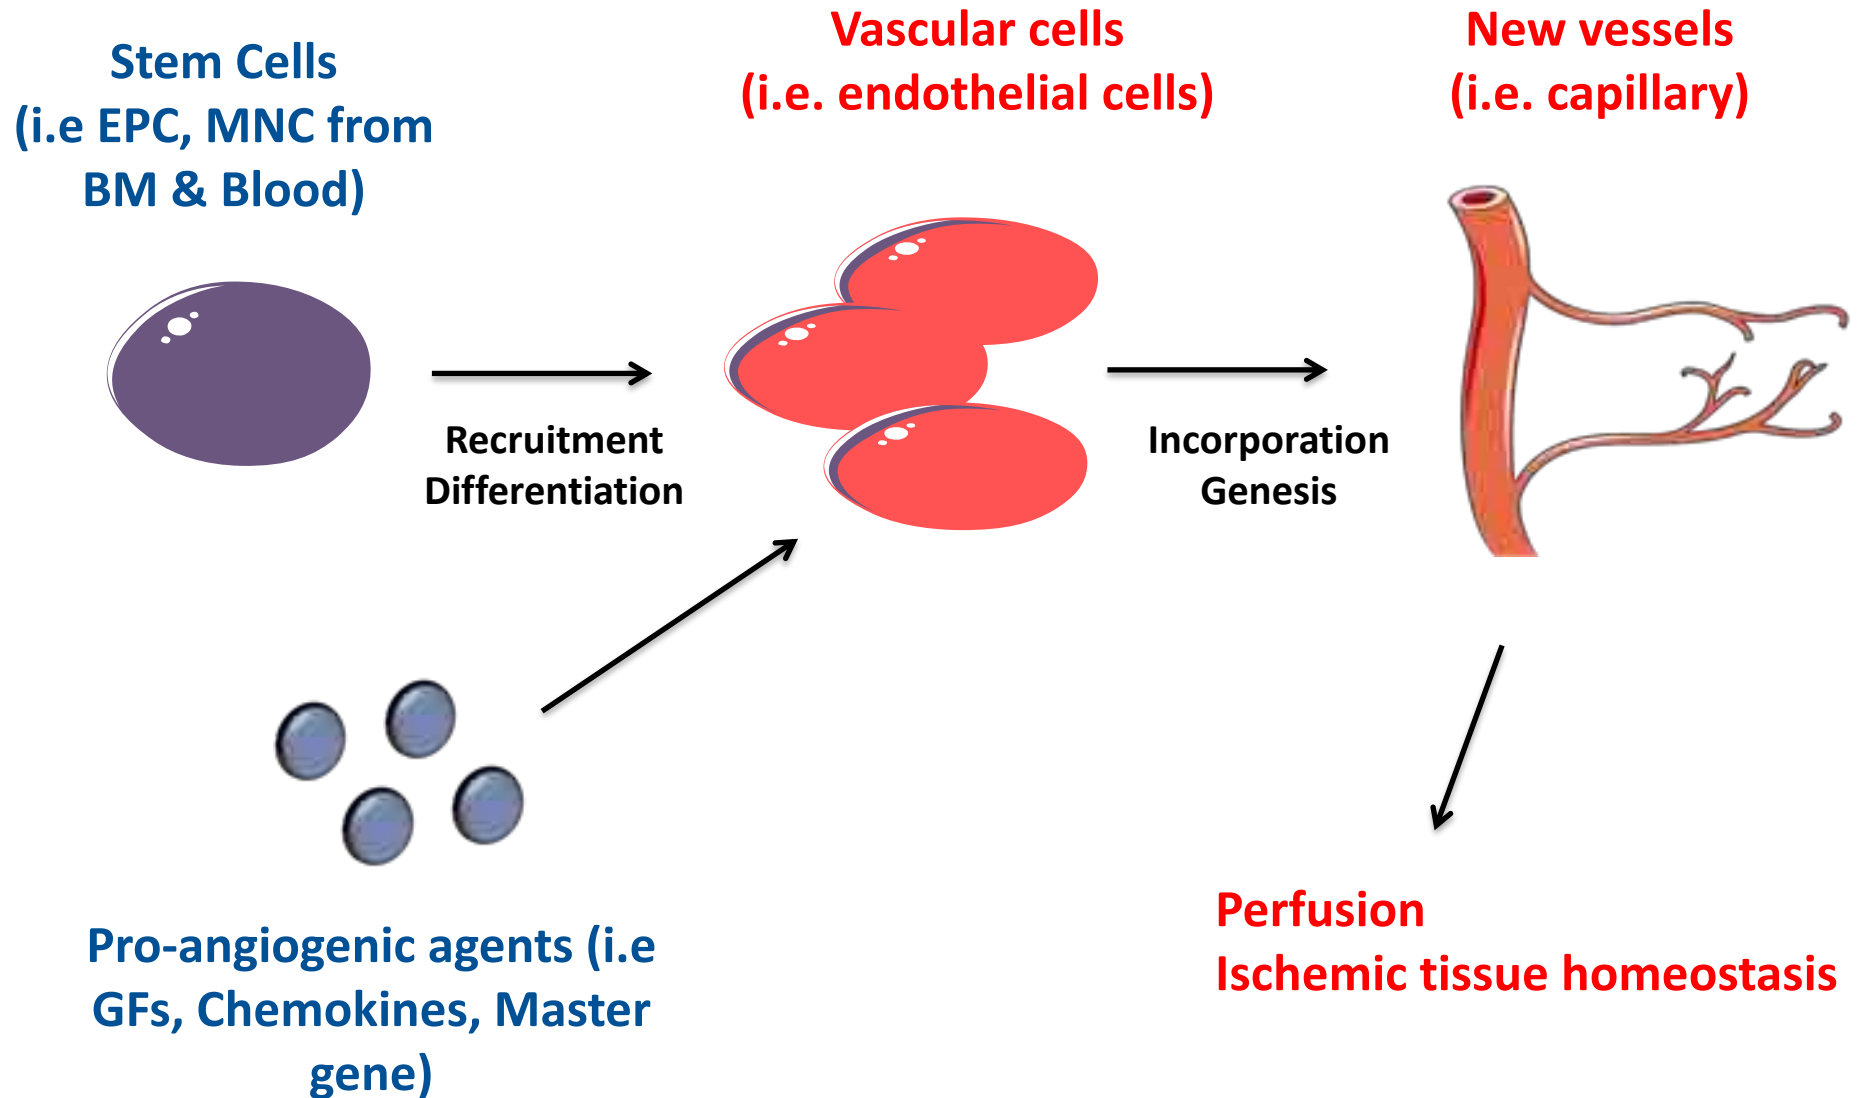 Stem Cells
(i.e EPC, MNC from
BM & Blood)
Vascular cells
(i.e. endothelial cells)
New vessels
(i.e. capillary)
Recruitment
Differentiation
Incorporation
Genesis
Pro-angiogenic agents (i.e
GFs, Chemokines, Master
gene)
Perfusion
Ischemic tissue homeostasis